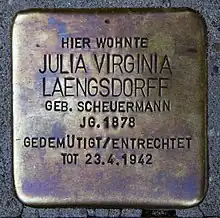 HIER WOHNTE
JULIA VIRGINIA
LAENGSDORFF
GEB. SCHEUERMANN
JG. 1878
GEDEMÜTIGT/ENTRECHTET
TOT 23.4.1942